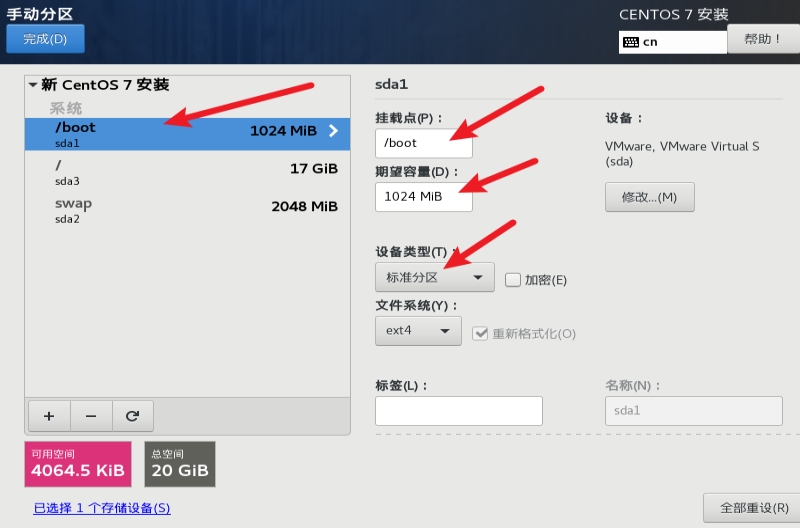 手动分区
CENTOS 7 安装
完成(D)
cn
帮助！
新 CentOS 7 安装
系统
/boot
1024 MiB
sda1
/
17 GiB
sda3
swap
2048 MiB
sda2
sda1
挂载点(P)：
/boot
期望容量(D)：
1024 MiB
设备：
VMware, VMware Virtual S
(sda)
修改...(M)
设备类型(T)：
标准分区
加密(E)
文件系统(Y)：
ext4
重新格式化(O)
标签(L)：
名称(N)：
sda1
+
−
可用空间
4064.5 KiB
总空间
20 GiB
已选择 1 个存储设备(S)
全部重设(R)